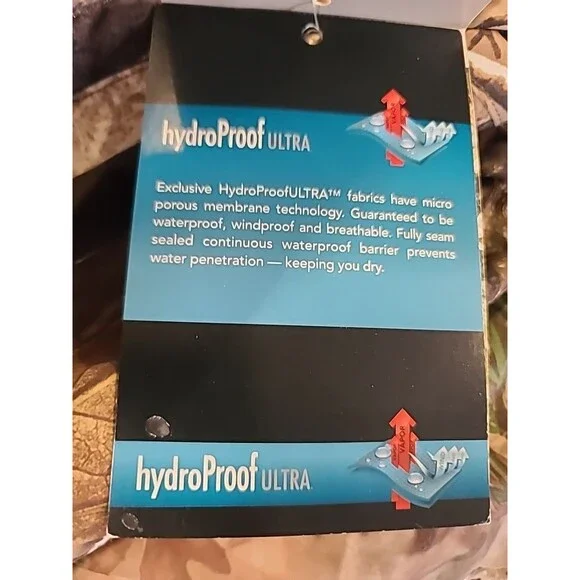 hydroProof ULTRA
VAPOR
Exclusive HydroProofULTRA™ fabrics have micro
porous membrane technology. Guaranteed to be
waterproof, windproof and breathable. Fully seam
sealed continuous waterproof barrier prevents
water penetration — keeping you dry.
VAPOR
hydroProof ULTRA